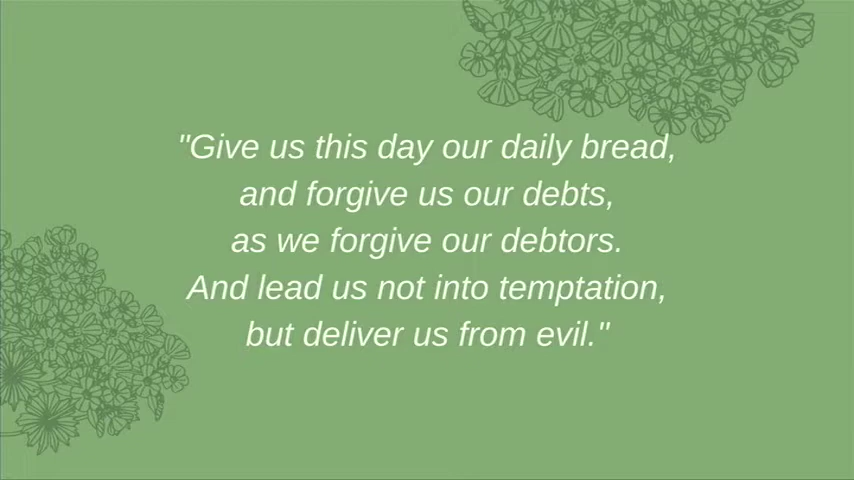 "Give us this day our daily bread,
and forgive us our debts,
as we forgive our debtors.
And lead us not into temptation,
but deliver us from evil."